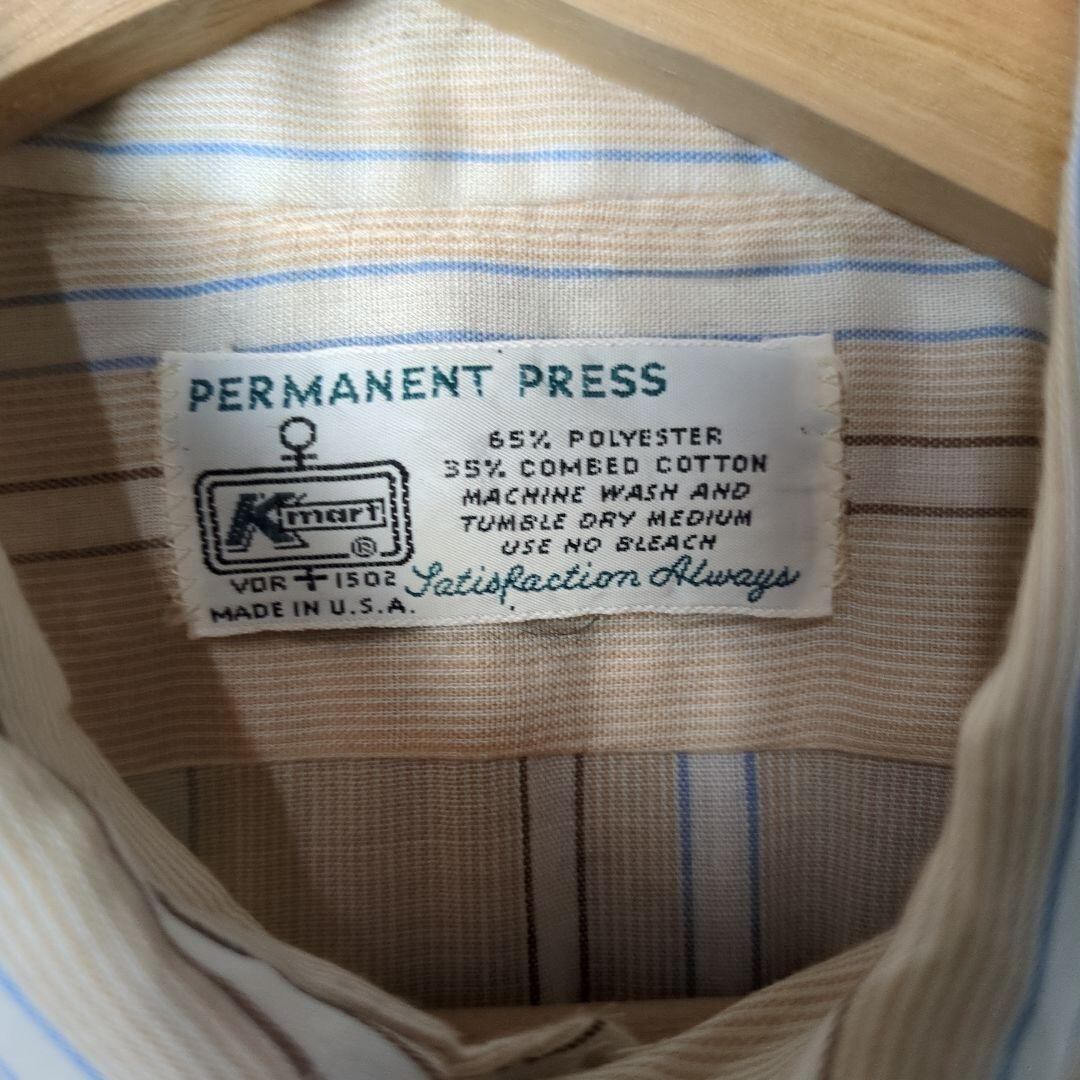 PERMANENT PRESS
65% POLYESTER
35% COMBED COTTON
MACHINE WASH AND
TUMBLE DRY MEDIUM
USE NO BLEACH
Satisfaction Always
Kmart ®
VOR + 1502
MADE IN U.S.A.